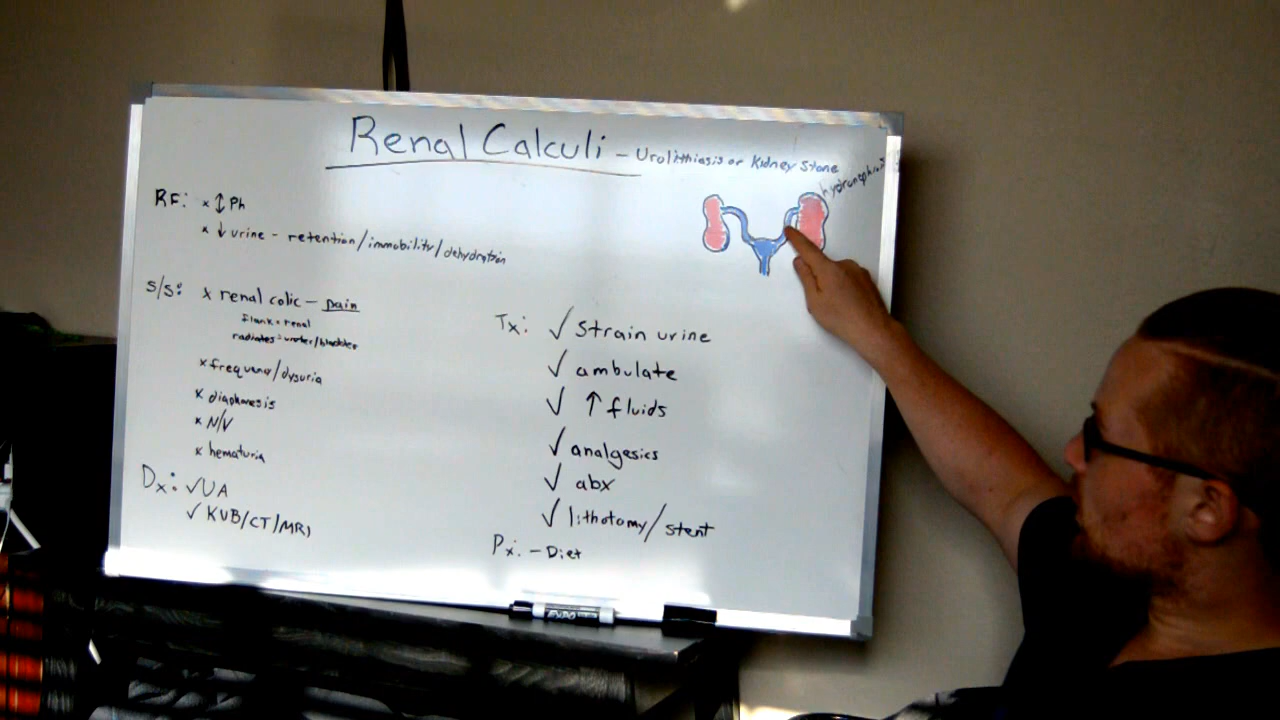 Renal Calculi - Urolithiasis or Kidney Stone
RF: x ↕ Ph
x ↓ urine - retention/immobility/dehydration
S/S: x renal colic - pain
flank = renal
radiates = ureter/bladder
x frequency/dysuria
x diaphoresis
x N/V
x hematuria
Dx: ✓UA
✓ KUB/CT/MRI
Tx: ✓ Strain urine
✓ ambulate
✓ ↑ fluids
✓ analgesics
✓ abx
✓ lithotomy/stent
Px: - Diet
EXPO